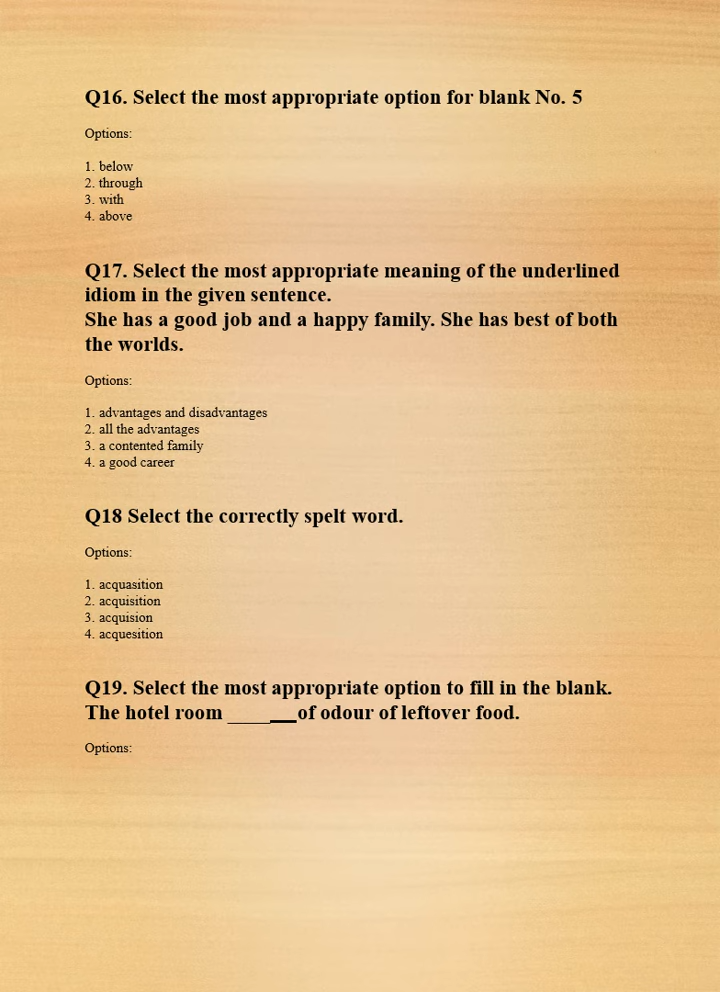 Q16. Select the most appropriate option for blank No. 5
Options:
1. below
2. through
3. with
4. above
Q17. Select the most appropriate meaning of the underlined
idiom in the given sentence.
She has a good job and a happy family. She has best of both
the worlds.
Options:
1. advantages and disadvantages
2. all the advantages
3. a contented family
4. a good career
Q18 Select the correctly spelt word.
Options:
1. acquasition
2. acquisition
3. acquision
4. acquesition
Q19. Select the most appropriate option to fill in the blank.
The hotel room ______of odour of leftover food.
Options: